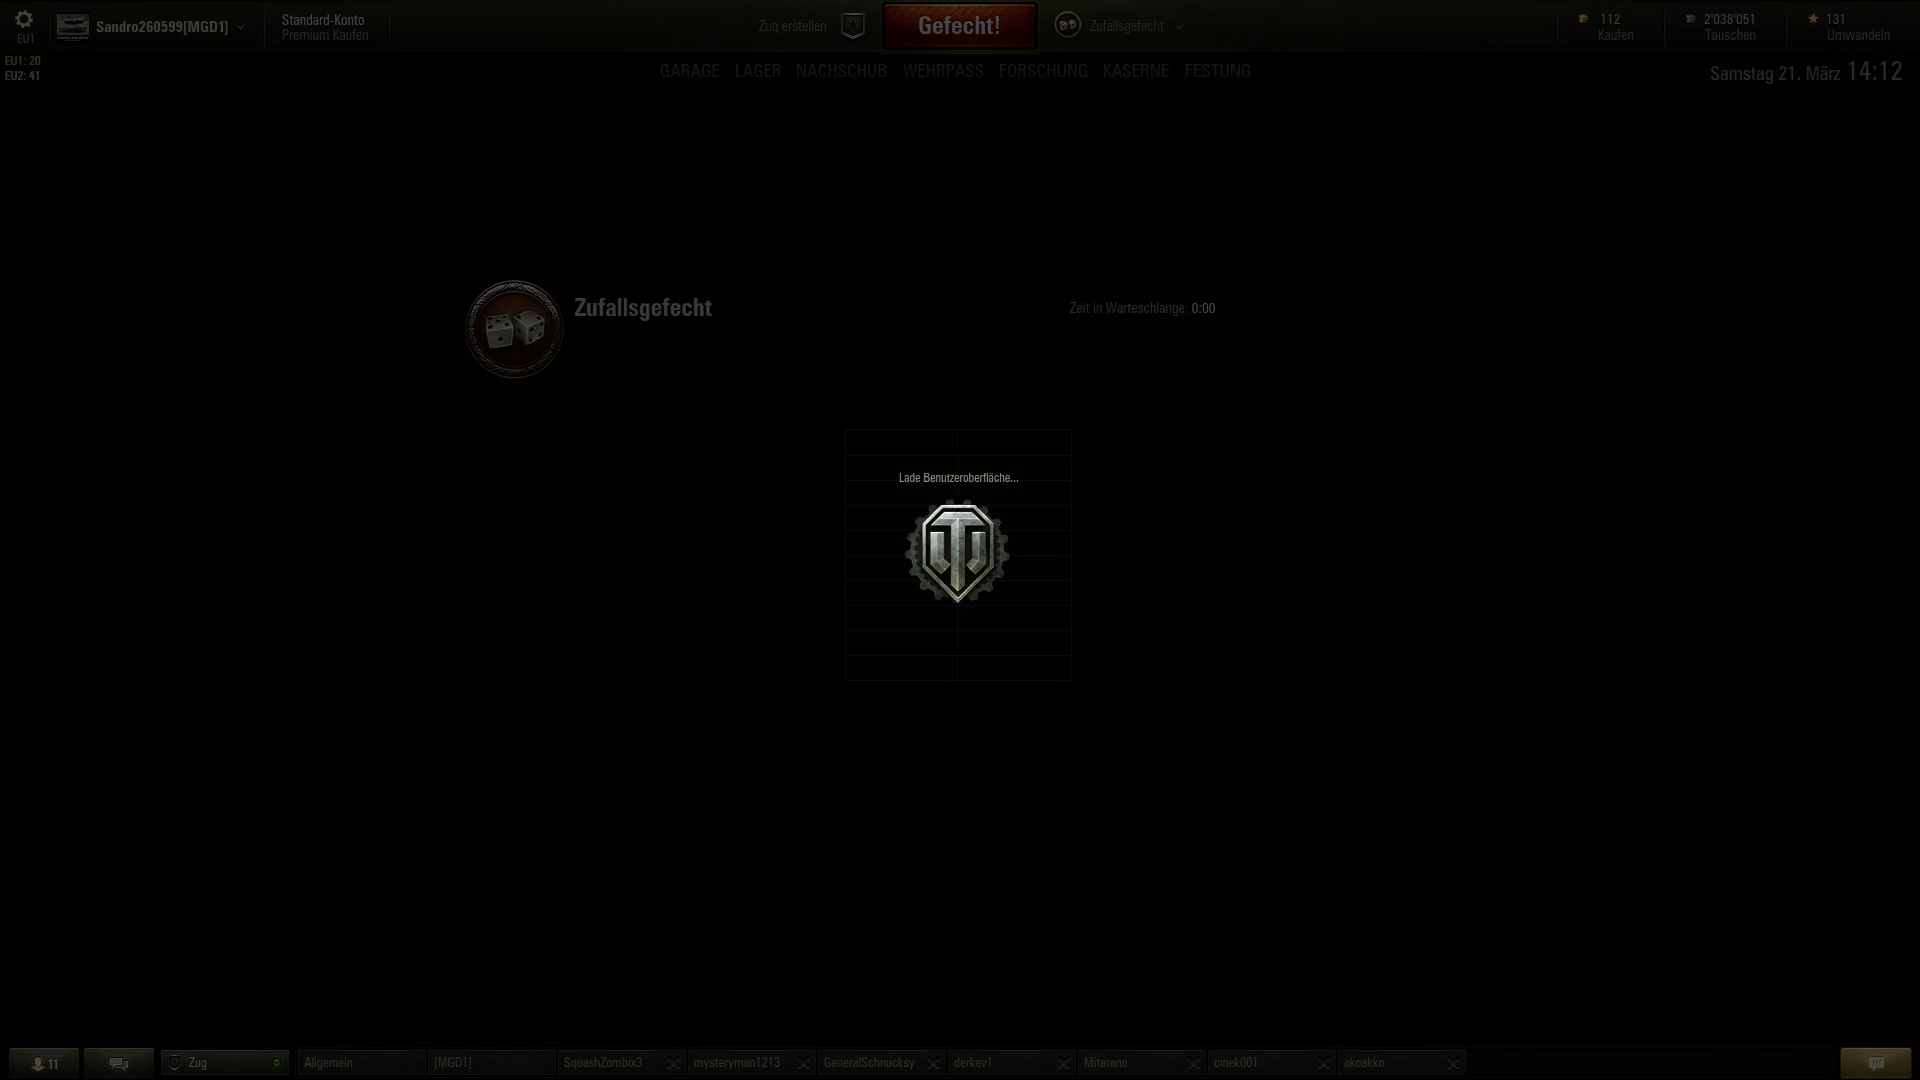 EU1
Sandro260599[MGD1]
Standard-Konto
Premium Kaufen
Zug erstellen
Gefecht!
Zufallsgefecht
112
Kaufen
2'038'051
Tauschen
131
Umwandeln
EU1: 20
EU2: 41
GARAGE LAGER NACHSCHUB WEHRPASS FORSCHUNG KASERNE FESTUNG
Samstag 21. März 14:12
Zufallsgefecht
Zeit in Warteschlange: 0:00
Lade Benutzeroberfläche...
11
Zug
Allgemein
[MGD1]
SquashZombix3
mysteryman1213
GeneralSchnucksy
derkev1
Mitarano
cinek001
akoakko